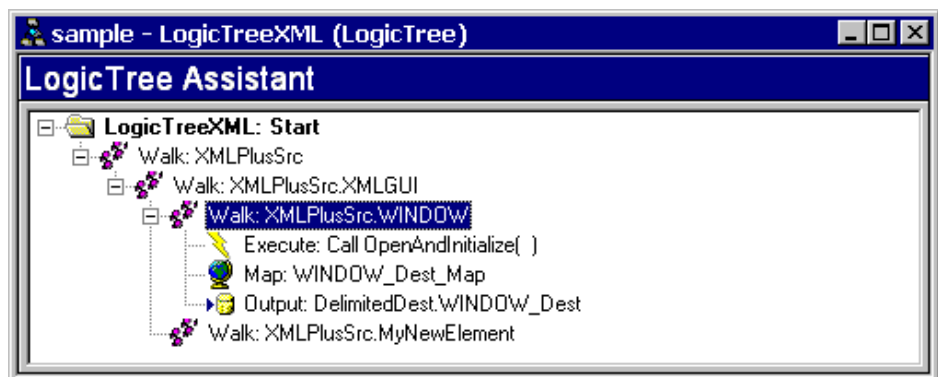 sample - LogicTreeXML (LogicTree)
LogicTree Assistant
LogicTreeXML: Start
Walk: XMLPlusSrc
Walk: XMLPlusSrc.XMLGUI
Walk: XMLPlusSrc.WINDOW
Execute: Call OpenAndInitialize( )
Map: WINDOW_Dest_Map
Output: DelimitedDest.WINDOW_Dest
Walk: XMLPlusSrc.MyNewElement